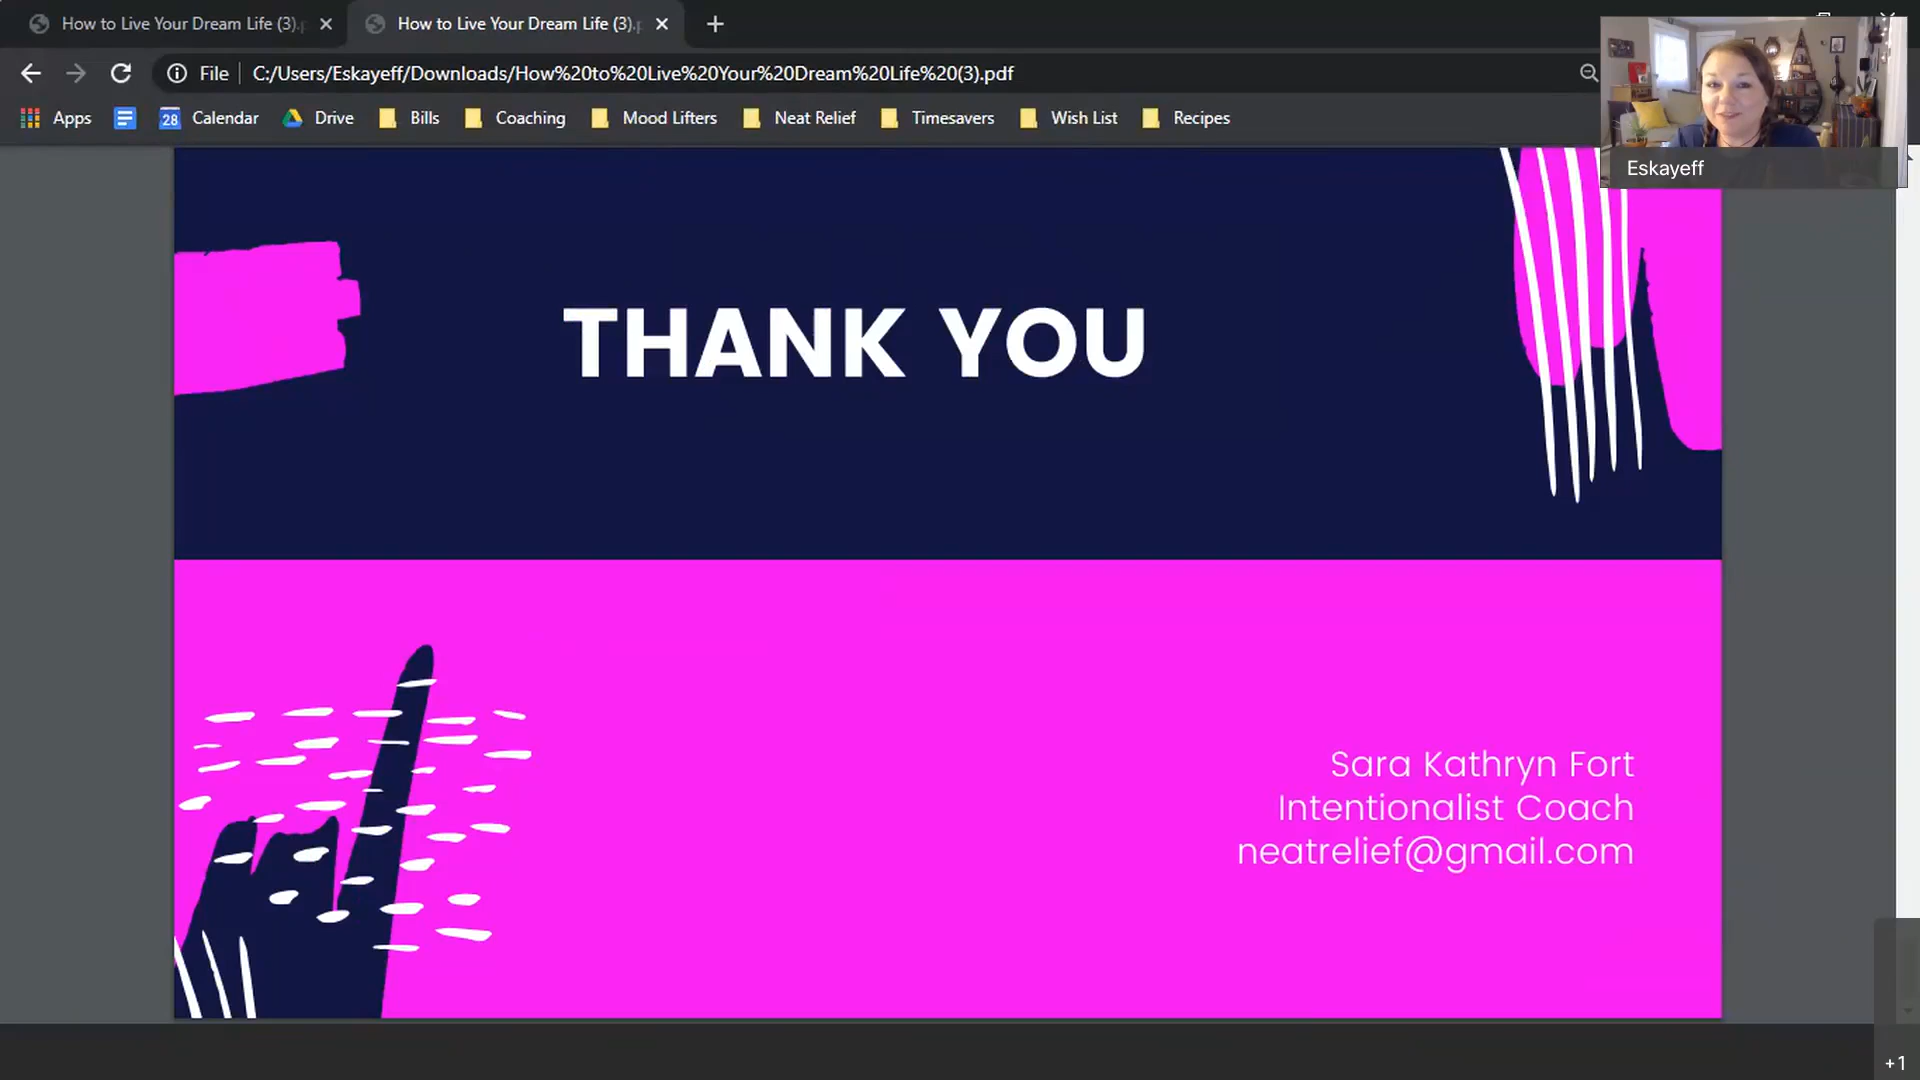 How to Live Your Dream Life (3).p
How to Live Your Dream Life (3).p
File
C:/Users/Eskayeff/Downloads/How%20to%20Live%20Your%20Dream%20Life%20(3).pdf
Apps
28
Calendar
Drive
Bills
Coaching
Mood Lifters
Neat Relief
Timesavers
Wish List
Recipes
Eskayeff
THANK YOU
Sara Kathryn Fort
Intentionalist Coach
neatrelief@gmail.com
+1